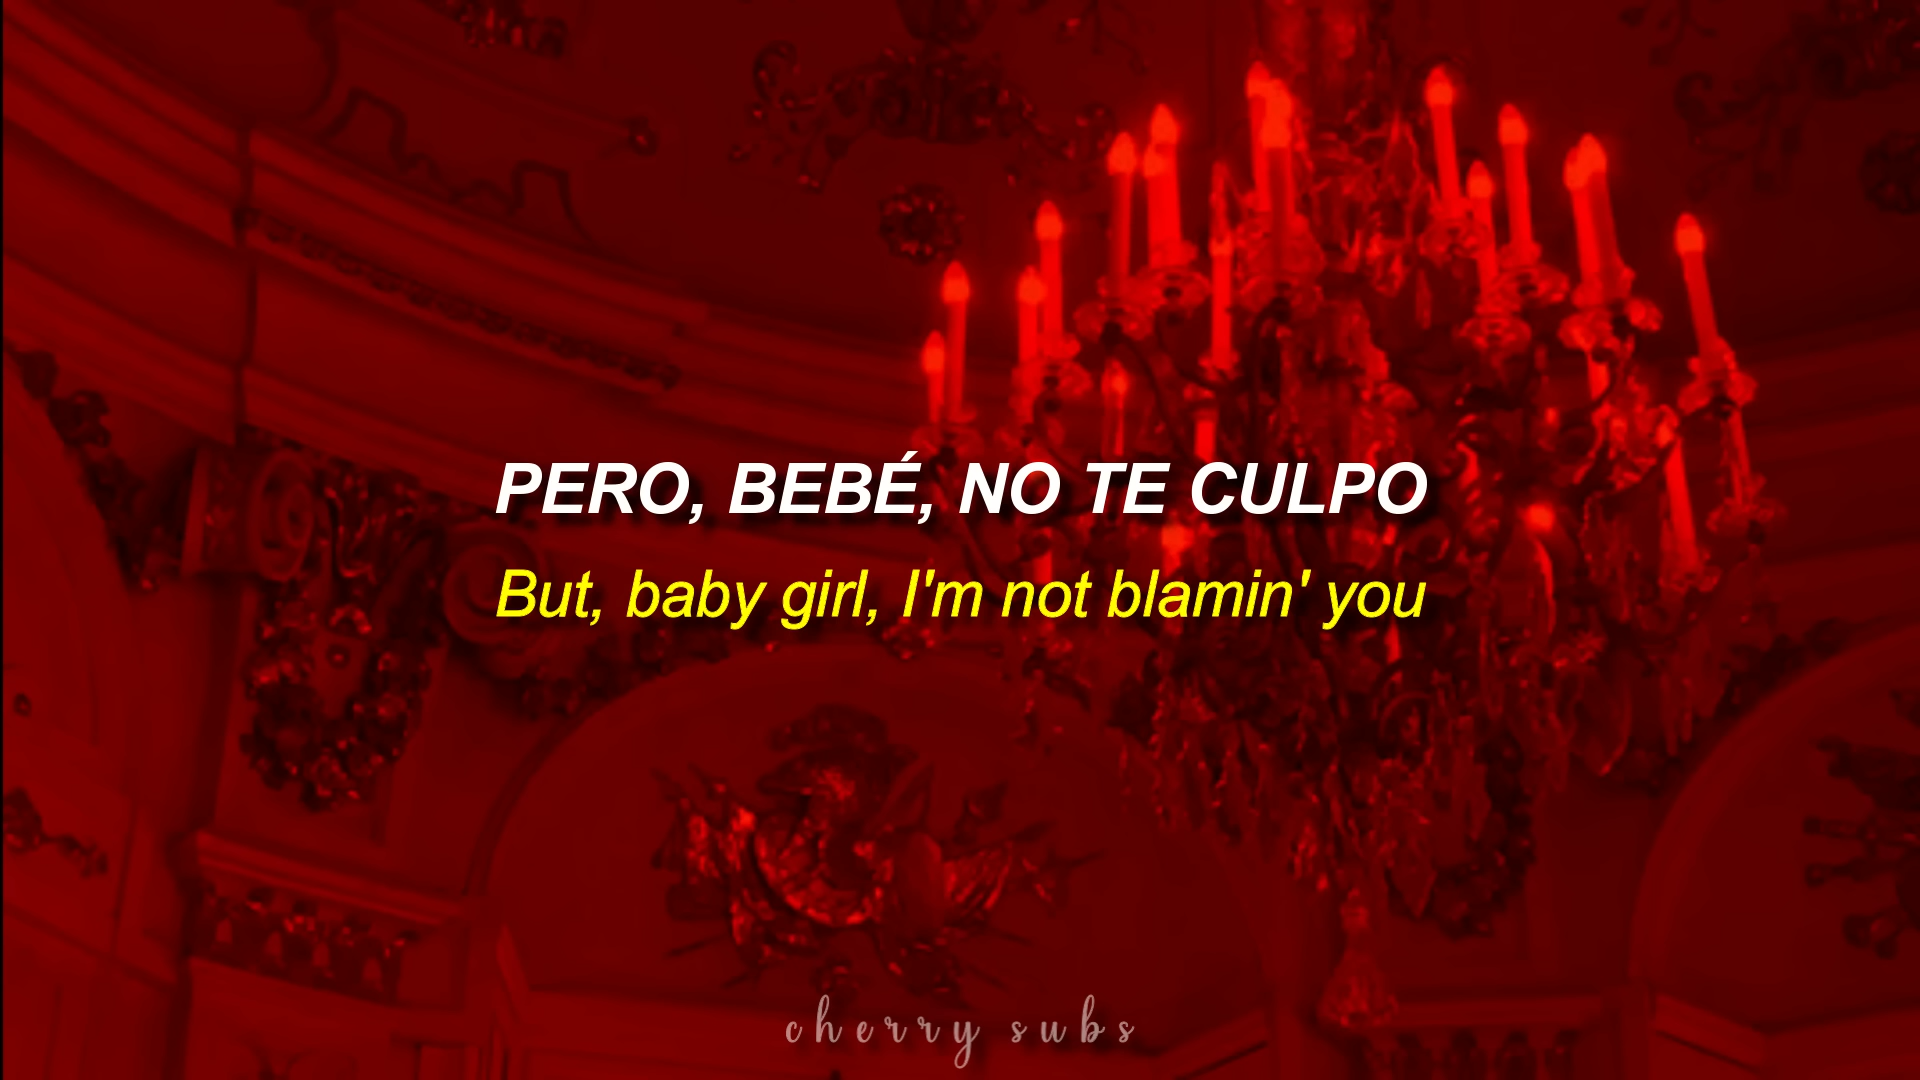 PERO, BEBÉ, NO TE CULPO
But, baby girl, I'm not blamin' you
cherry subs